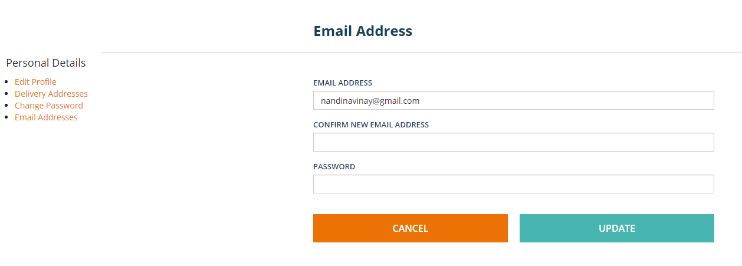 Email Address
Personal Details
Edit Profile
Delivery Addresses
Change Password
Email Addresses
EMAIL ADDRESS
nandinavinay@gmail.com
CONFIRM NEW EMAIL ADDRESS
PASSWORD
CANCEL
UPDATE